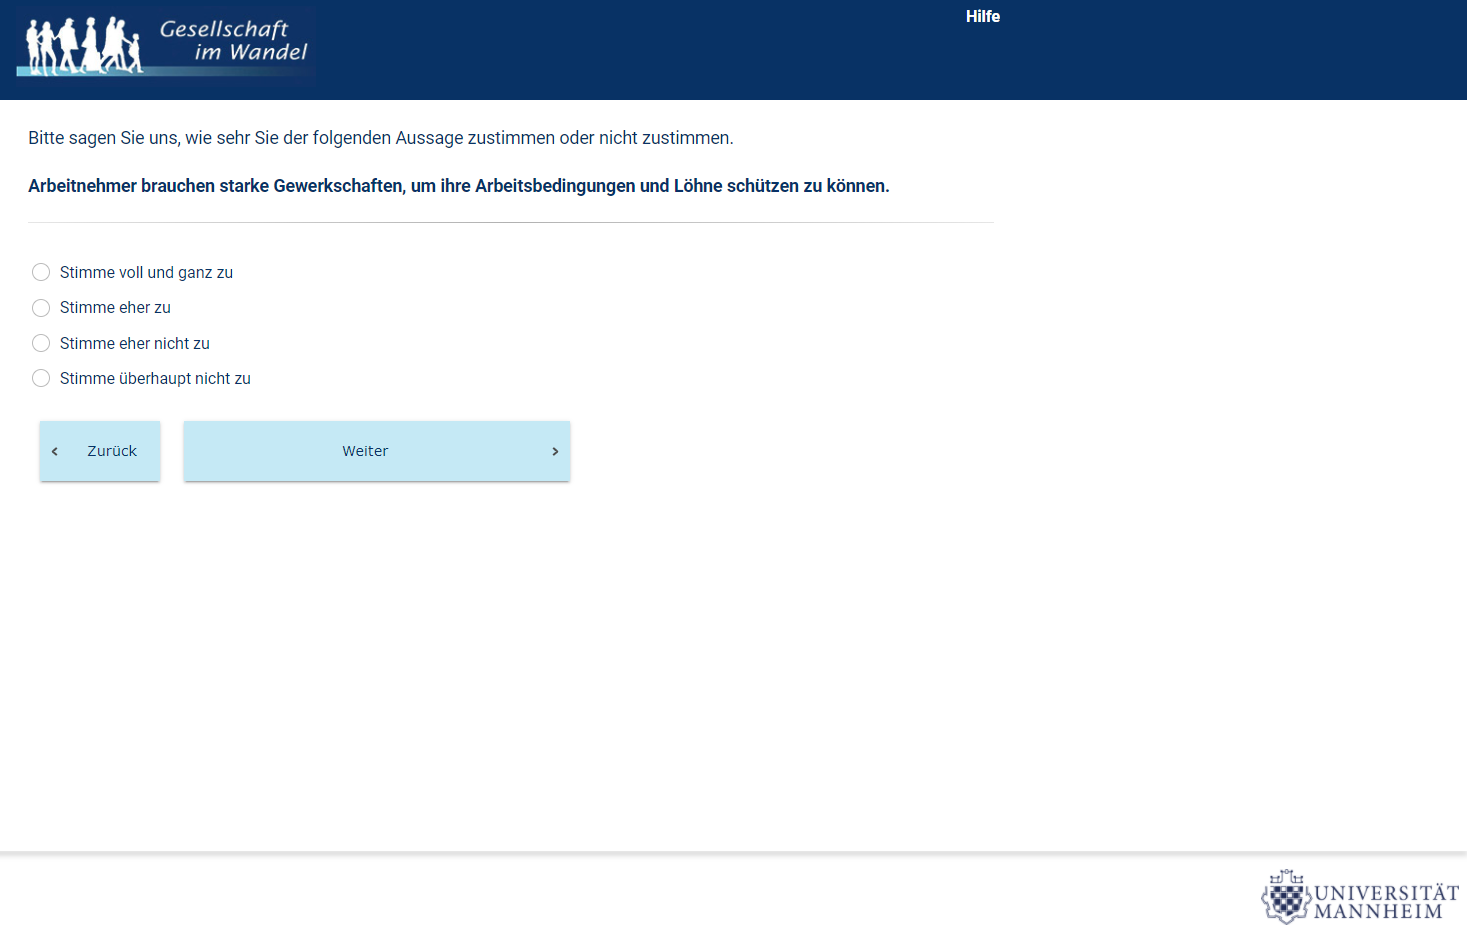 Gesellschaft
im Wandel
Hilfe
Bitte sagen Sie uns, wie sehr Sie der folgenden Aussage zustimmen oder nicht zustimmen.
Arbeitnehmer brauchen starke Gewerkschaften, um ihre Arbeitsbedingungen und Löhne schützen zu können.
Stimme voll und ganz zu
Stimme eher zu
Stimme eher nicht zu
Stimme überhaupt nicht zu
‹ Zurück
Weiter ›
UNIVERSITÄT
MANNHEIM